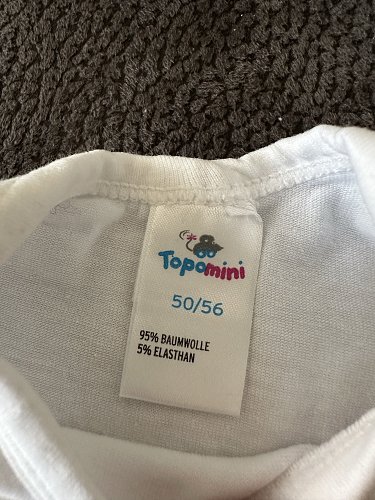 Topomini
50/56
95% BAUMWOLLE
5% ELASTHAN